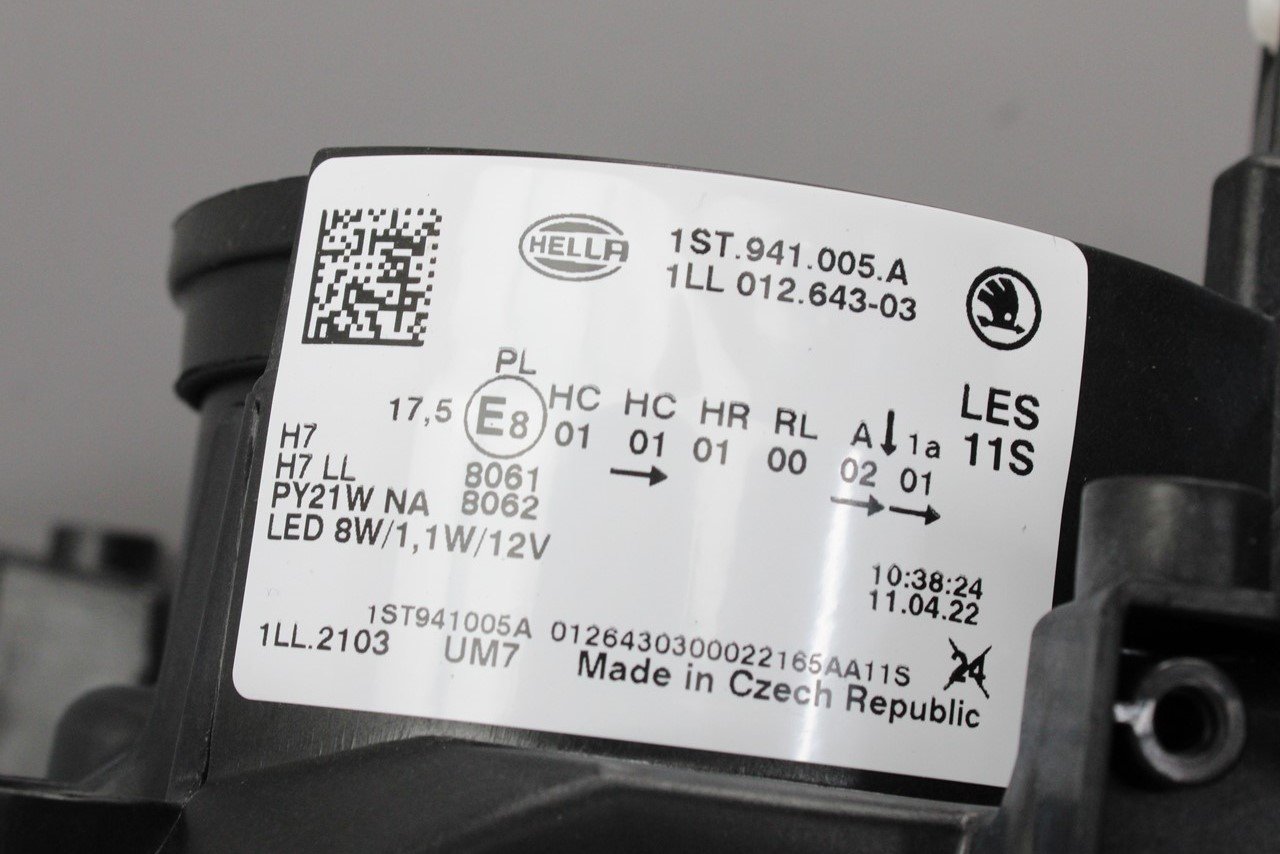 HELLA
1ST.941.005.A
1LL 012.643-03
PL
17,5 E8 HC HC HR RL A ↓ 1a LES
01 01 01 00 02 01 11S
→ → →
H7
H7 LL 8061
PY21W NA 8062
LED 8W/1,1W/12V
10:38:24
11.04.22
1ST941005A 0126430300022165AA11S 24
1LL.2103 UM7 Made in Czech Republic